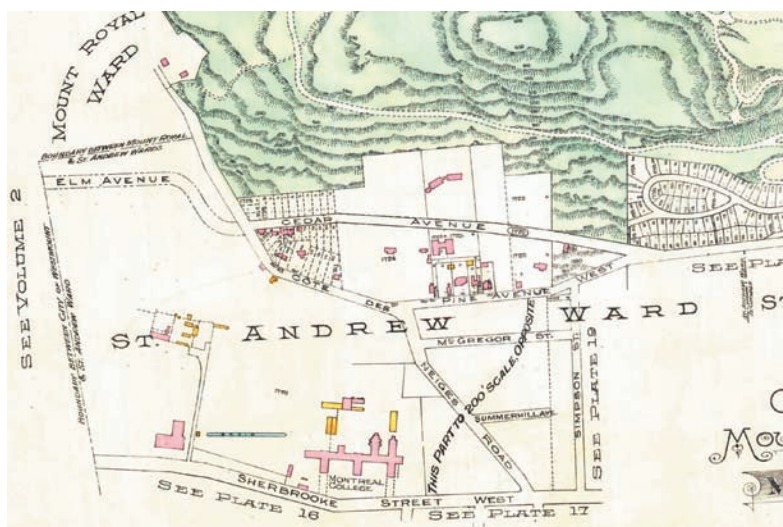 MOUNT ROYAL
WARD
BOUNDARY BETWEEN MOUNT ROYAL
& ST. ANDREW WARDS
ELM AVENUE
SEE VOLUME 2
BOUNDARY BETWEEN CITY OF WESTMOUNT
& ST. ANDREW WARD
CEDAR AVENUE
CÔTE DES NEIGES ROAD
PINE AVENUE WEST
SEE PLATE
ST. ANDREW WARD S
MCGREGOR ST.
THIS PART TO 200' SCALE, OPPOSITE
SUMMERHILL AVE.
SIMPSON ST.
SEE PLATE 19
MONTREAL
COLLEGE
SHERBROOKE STREET WEST
SEE PLATE 16
SEE PLATE 17
MOU